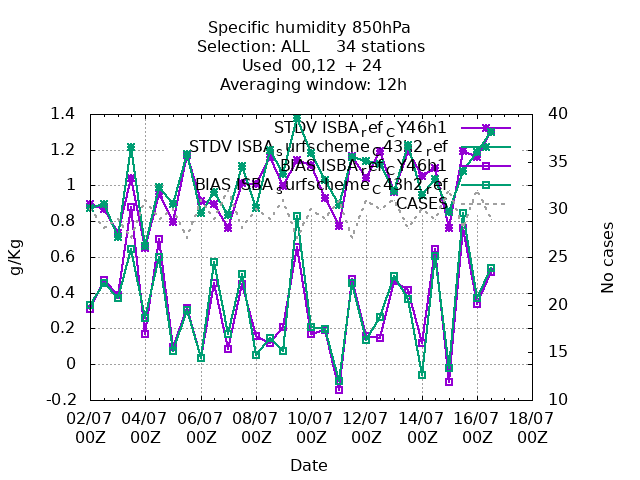 Specific humidity 850hPa
Selection: ALL 34 stations
Used 00,12 + 24
Averaging window: 12h
STDV ISBA_ref_CY46h1
STDV ISBA_surfscheme_c43h2_ref
BIAS ISBA_ref_CY46h1
BIAS ISBA_surfscheme_c43h2_ref
CASES
g/Kg
1.4
1.2
1
0.8
0.6
0.4
0.2
0
-0.2
40
35
30
25
20
15
10
No cases
02/07 04/07 06/07 08/07 10/07 12/07 14/07 16/07 18/07
00Z 00Z 00Z 00Z 00Z 00Z 00Z 00Z 00Z
Date